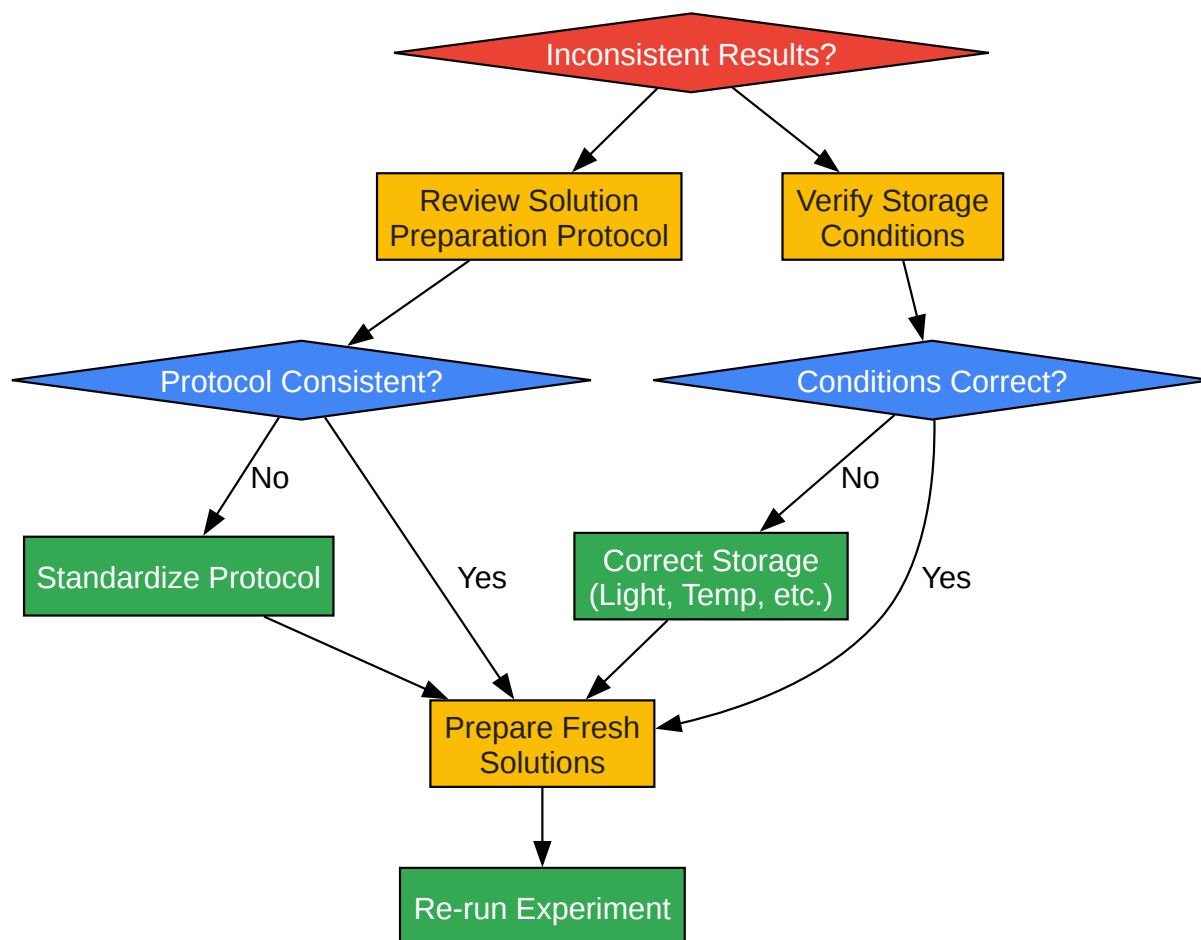 Inconsistent Results?
Review Solution
Preparation Protocol
Verify Storage
Conditions
Protocol Consistent?
Conditions Correct?
No
No
Standardize Protocol
Yes
Correct Storage
(Light, Temp, etc.)
Yes
Prepare Fresh
Solutions
Re-run Experiment